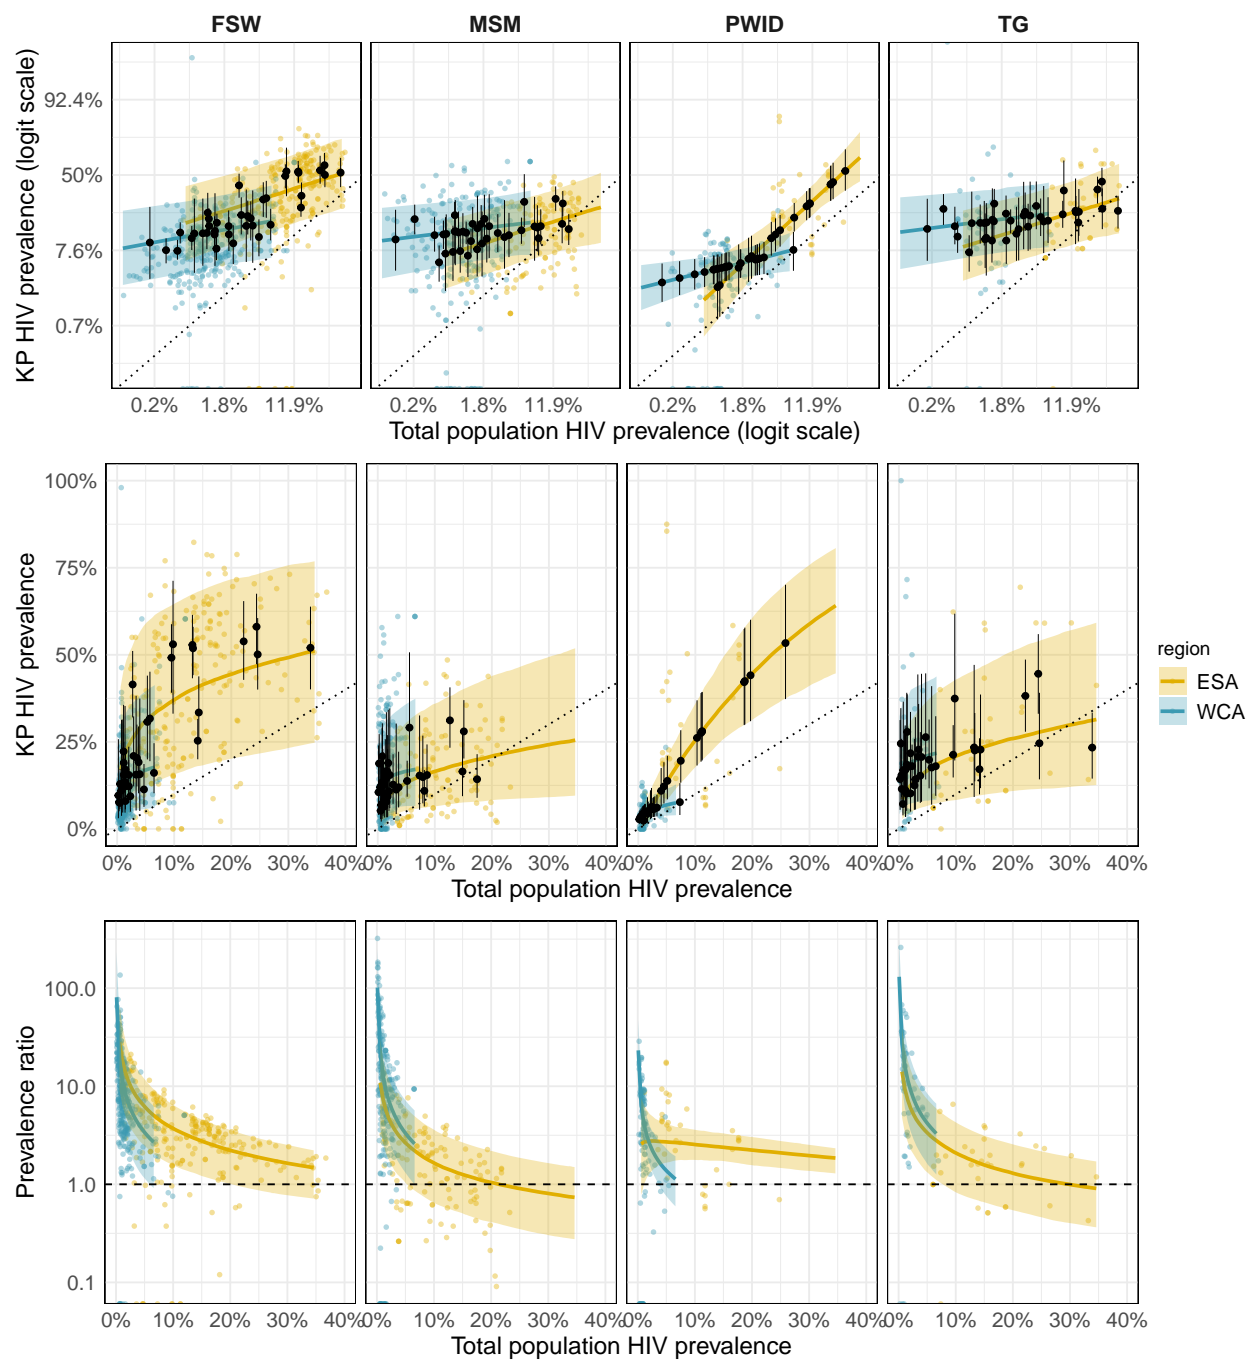 FSW MSM PWID TG
KP HIV prevalence (logit scale)
92.4%
50%
7.6%
0.7%
0.2% 1.8% 11.9% 0.2% 1.8% 11.9% 0.2% 1.8% 11.9% 0.2% 1.8% 11.9%
Total population HIV prevalence (logit scale)
KP HIV prevalence
100%
75%
50%
25%
0%
0% 10% 20% 30% 40% 0% 10% 20% 30% 40% 0% 10% 20% 30% 40% 0% 10% 20% 30% 40%
Total population HIV prevalence
region
ESA
WCA
Prevalence ratio
100.0
10.0
1.0
0.1
0% 10% 20% 30% 40% 0% 10% 20% 30% 40% 0% 10% 20% 30% 40% 0% 10% 20% 30% 40%
Total population HIV prevalence